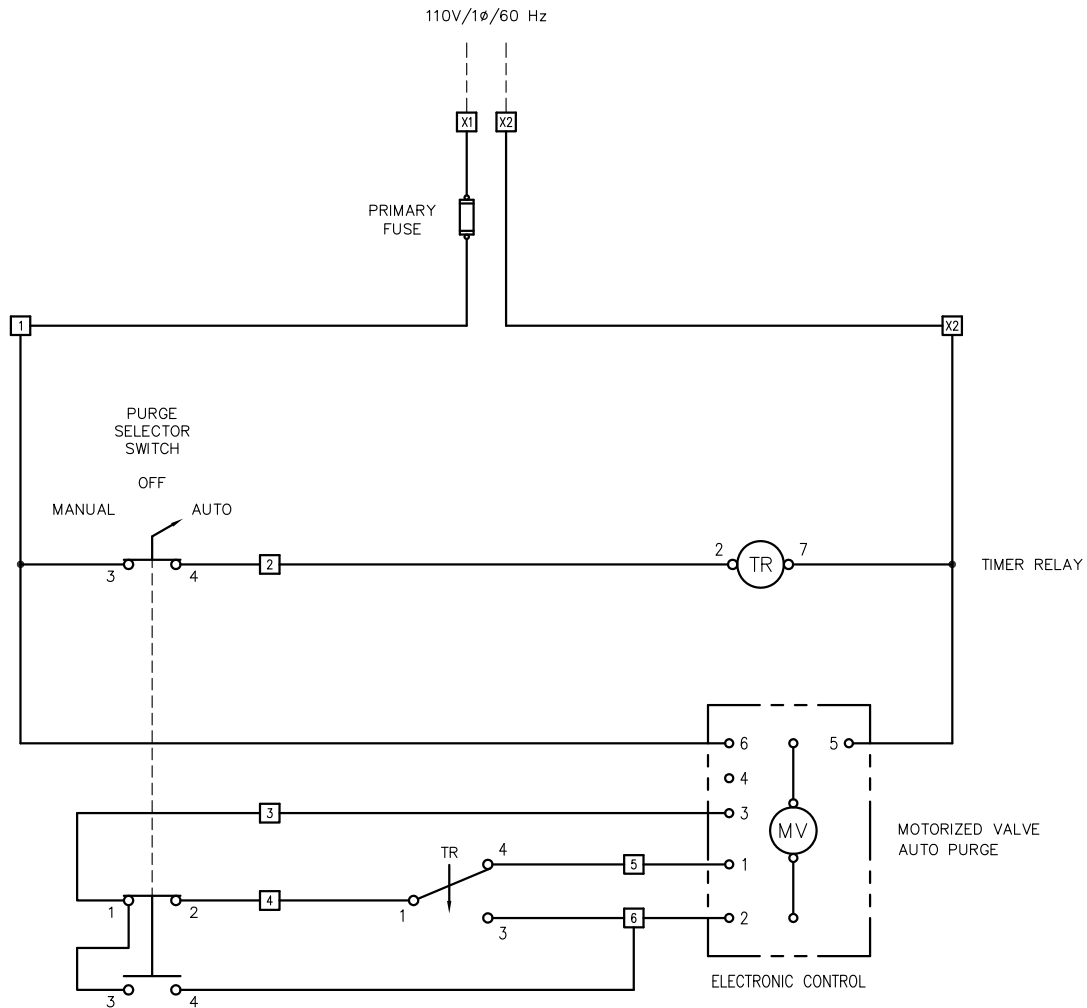 110V/1ø/60 Hz
X1 X2
PRIMARY
FUSE
1 X2
PURGE
SELECTOR
SWITCH
OFF
MANUAL AUTO
3 4 2 2 TR 7 TIMER RELAY
6 5
4
3 3
MV MOTORIZED VALVE
AUTO PURGE
TR 4 5 1
1 2 4 1
3 6 2
ELECTRONIC CONTROL
3 4